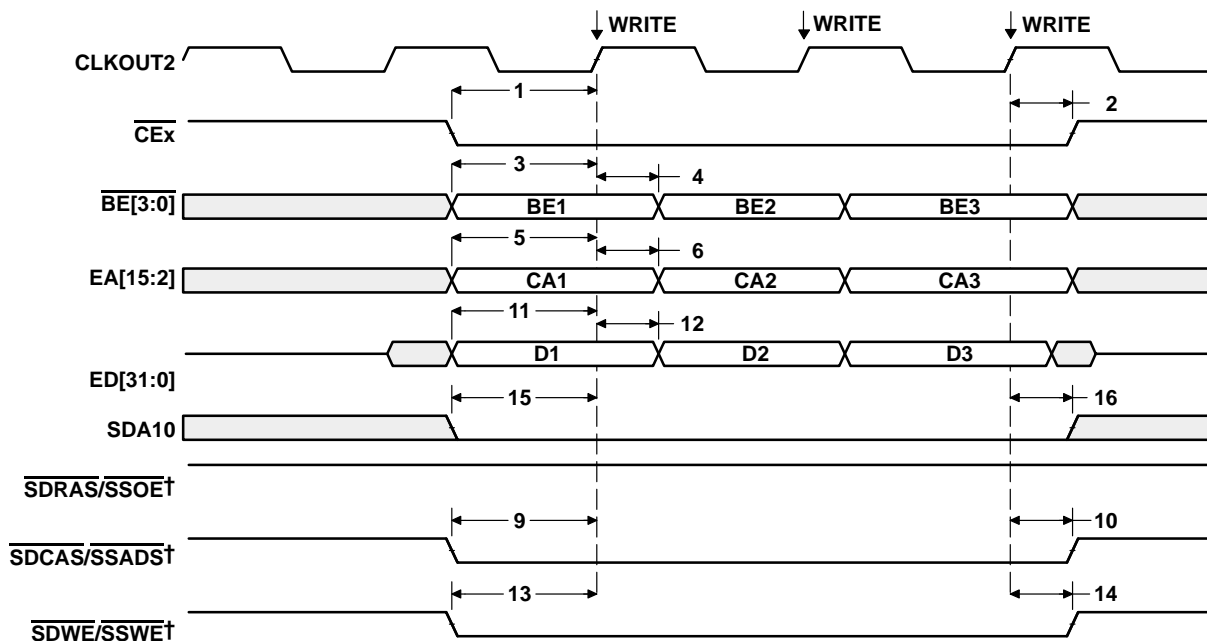 WRITE WRITE WRITE
CLKOUT2
1 2
CEx
3 4
BE[3:0] BE1 BE2 BE3
5 6
EA[15:2] CA1 CA2 CA3
11 12
D1 D2 D3
ED[31:0]
15 16
SDA10
SDRAS/SSOE†
9 10
SDCAS/SSADS†
13 14
SDWE/SSWE†